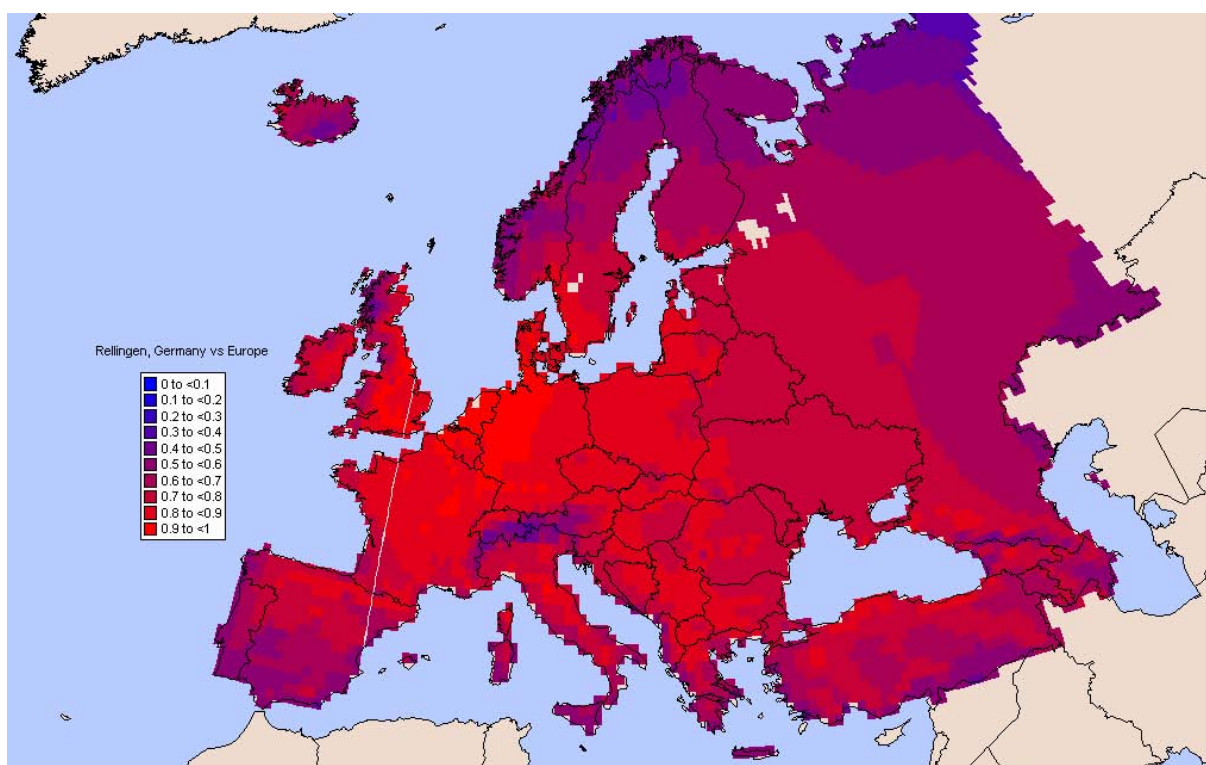 Rellingen, Germany vs Europe
0 to <0.1
0.1 to <0.2
0.2 to <0.3
0.3 to <0.4
0.4 to <0.5
0.5 to <0.6
0.6 to <0.7
0.7 to <0.8
0.8 to <0.9
0.9 to <1